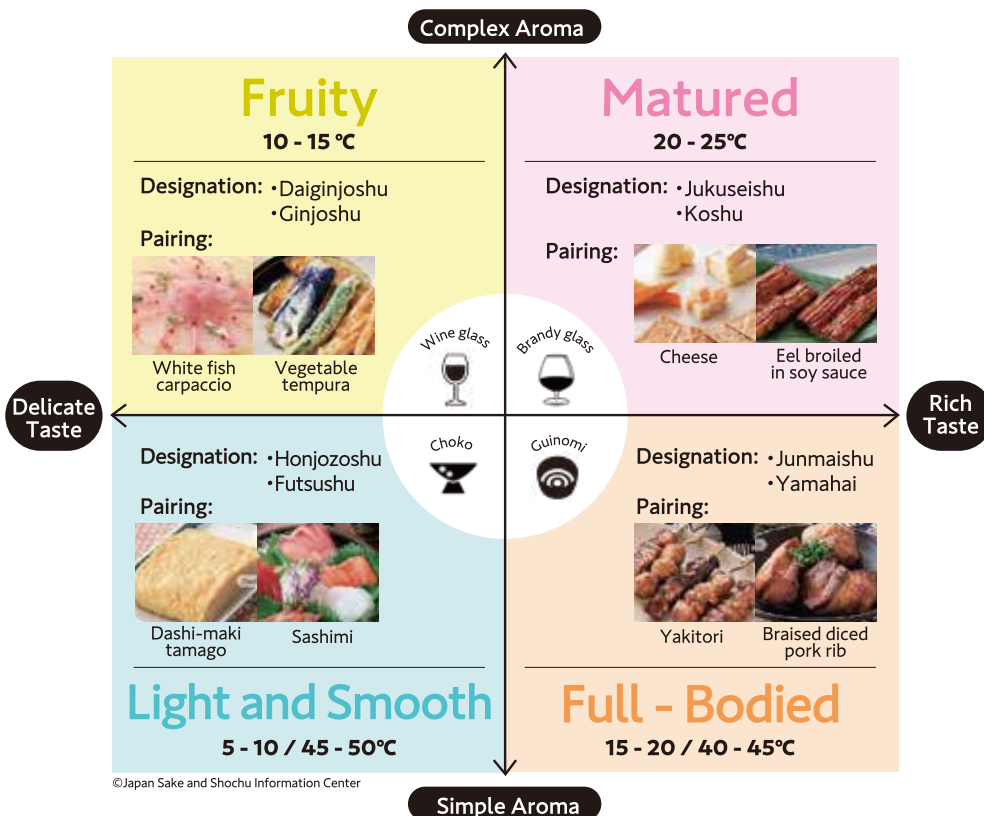 Complex Aroma
Fruity
10 - 15 ℃
Designation: •Daiginjoshu
•Ginjoshu
Pairing:
White fish
carpaccio
Vegetable
tempura
Matured
20 - 25℃
Designation: •Jukuseishu
•Koshu
Pairing:
Cheese
Eel broiled
in soy sauce
Wine glass
Brandy glass
Delicate
Taste
Rich
Taste
Choko
Guinomi
Designation: •Honjozoshu
•Futsushu
Pairing:
Dashi-maki
tamago
Sashimi
Light and Smooth
5 - 10 / 45 - 50℃
Designation: •Junmaishu
•Yamahai
Pairing:
Yakitori
Braised diced
pork rib
Full - Bodied
15 - 20 / 40 - 45℃
©Japan Sake and Shochu Information Center
Simple Aroma